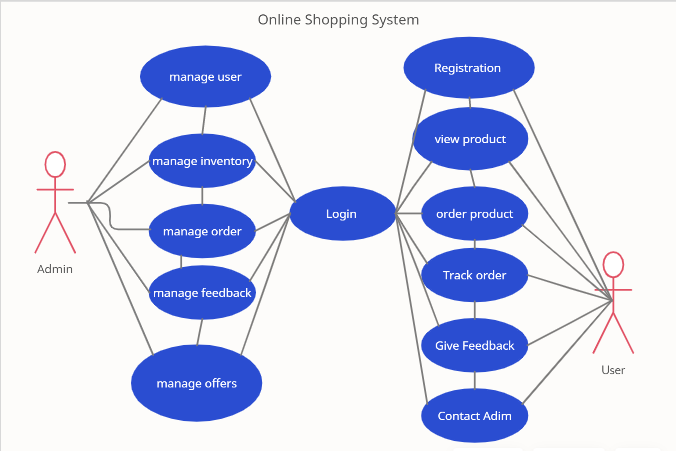 Online Shopping System
manage user
manage inventory
manage order
manage feedback
manage offers
Admin
Login
Registration
view product
order product
Track order
Give Feedback
Contact Adim
User